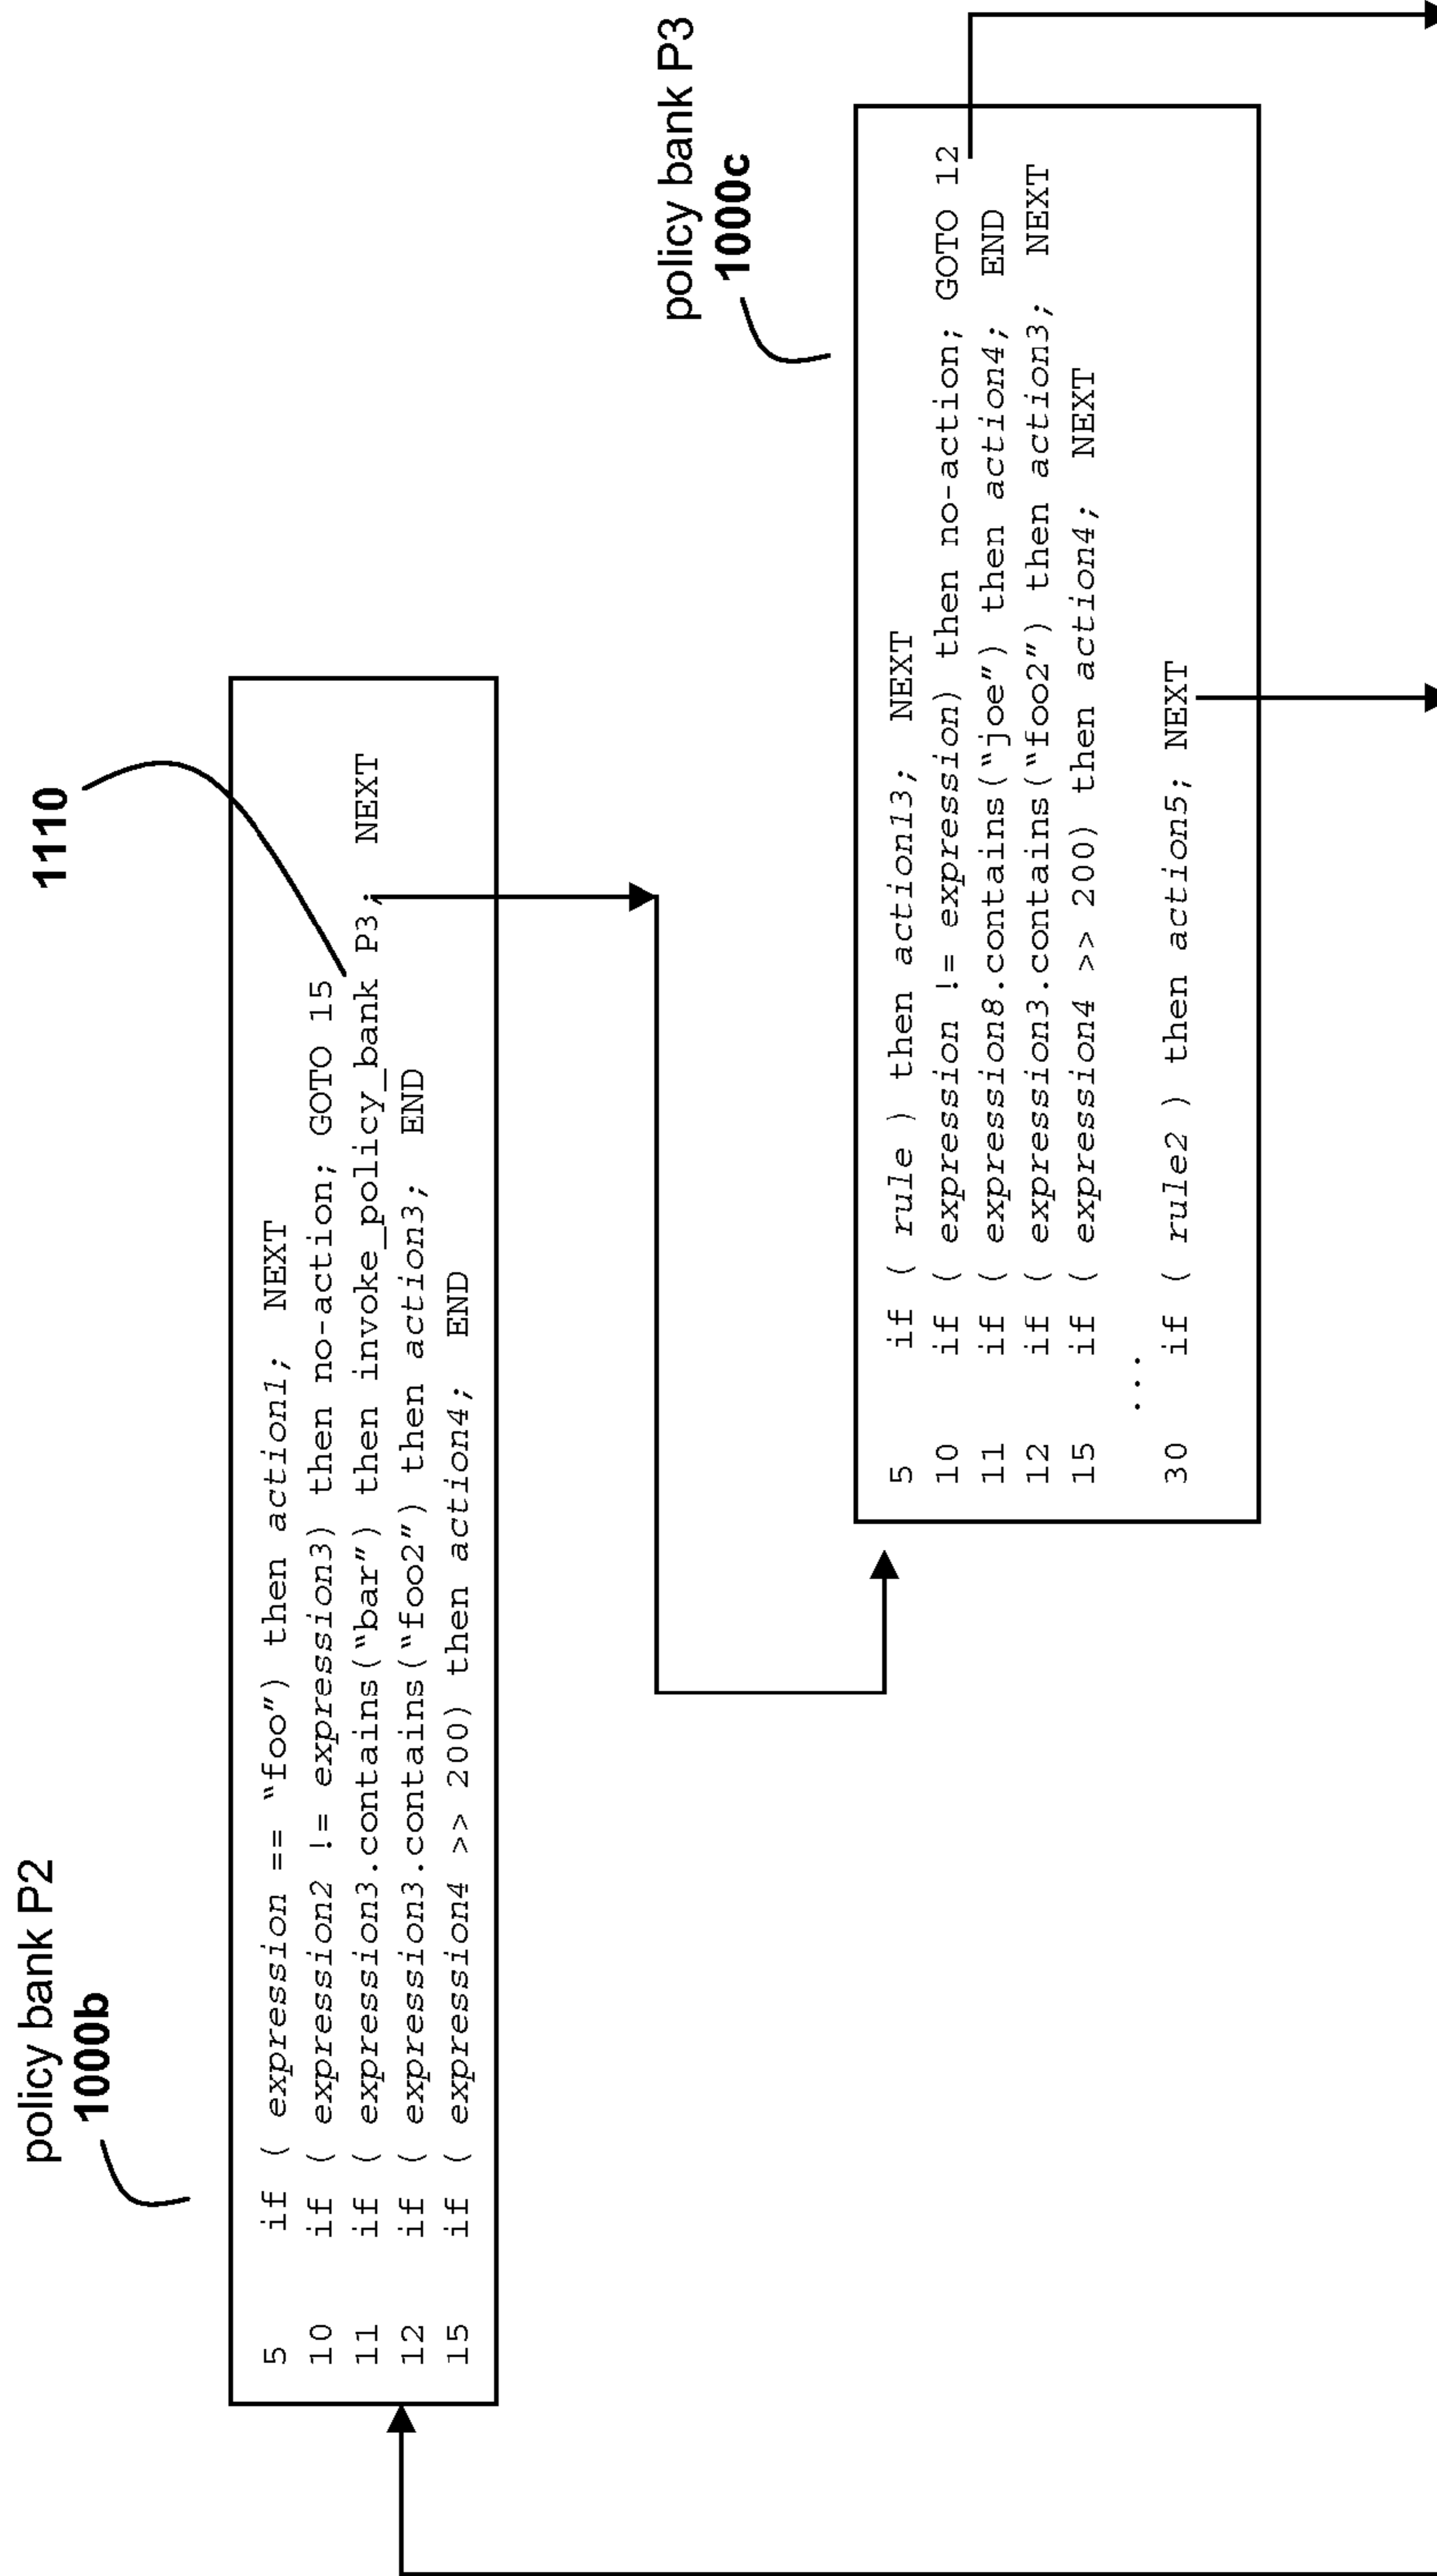 policy bank P2
1000b
1110
5 if ( expression == “foo”) then action1; NEXT
10 if ( expression2 != expression3) then no-action; GOTO 15
11 if ( expression3.contains(“bar”) then invoke_policy_bank P3; NEXT
12 if ( expression3.contains(“foo2”) then action3; END
15 if ( expression4 >> 200) then action4; END
policy bank P3
1000c
5 if ( rule ) then action13; NEXT
10 if ( expression != expression) then no-action; GOTO 12
11 if ( expression8.contains(“joe”) then action4; END
12 if ( expression3.contains(“foo2”) then action3; NEXT
15 if ( expression4 >> 200) then action4; NEXT
...
30 if ( rule2 ) then action5; NEXT